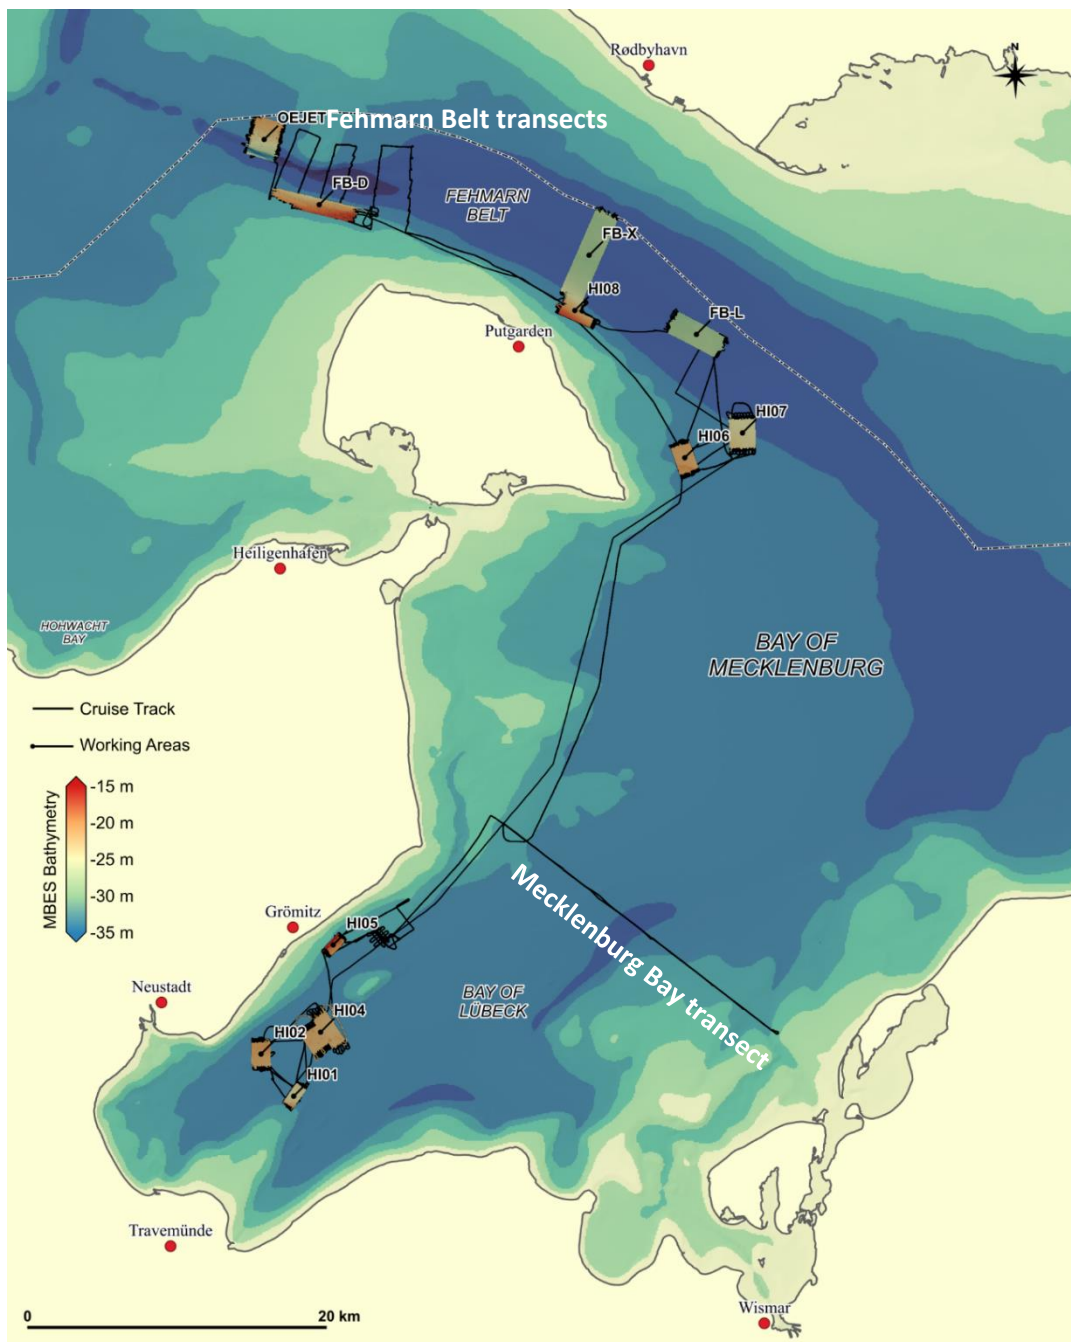 Rødbyhavn
N
OEJET
Fehmarn Belt transects
FB-D
FEHMARN
BELT
FB-X
HI08
FB-L
Putgarden
HI07
HI06
Heiligenhafen
HOHWACHT
BAY
BAY OF
MECKLENBURG
Cruise Track
Working Areas
MBES Bathymetry
-15 m
-20 m
-25 m
-30 m
-35 m
Mecklenburg Bay transect
Grömitz
HI05
Neustadt
BAY OF
LÜBECK
HI04
HI02
HI01
Travemünde
0
20 km
Wismar